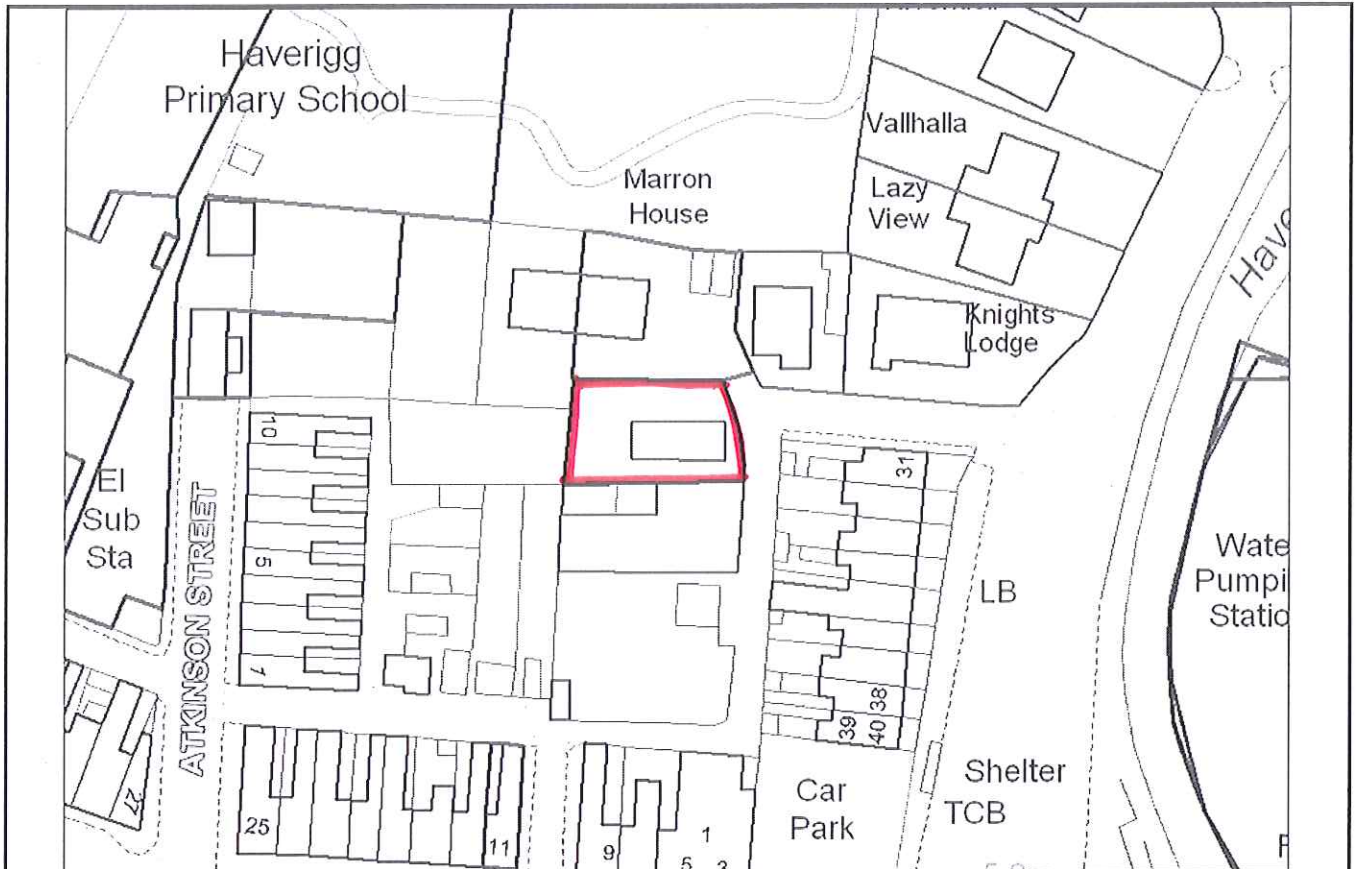 Haverigg
Primary School
Vallhalla
Marron
House
Lazy
View
Knights
Lodge
10
31
El
Sub
Sta
ATKINSON STREET
5
1
LB
38
39
40
27
25
11
9
1
5
3
Car
Park
Shelter
TCB